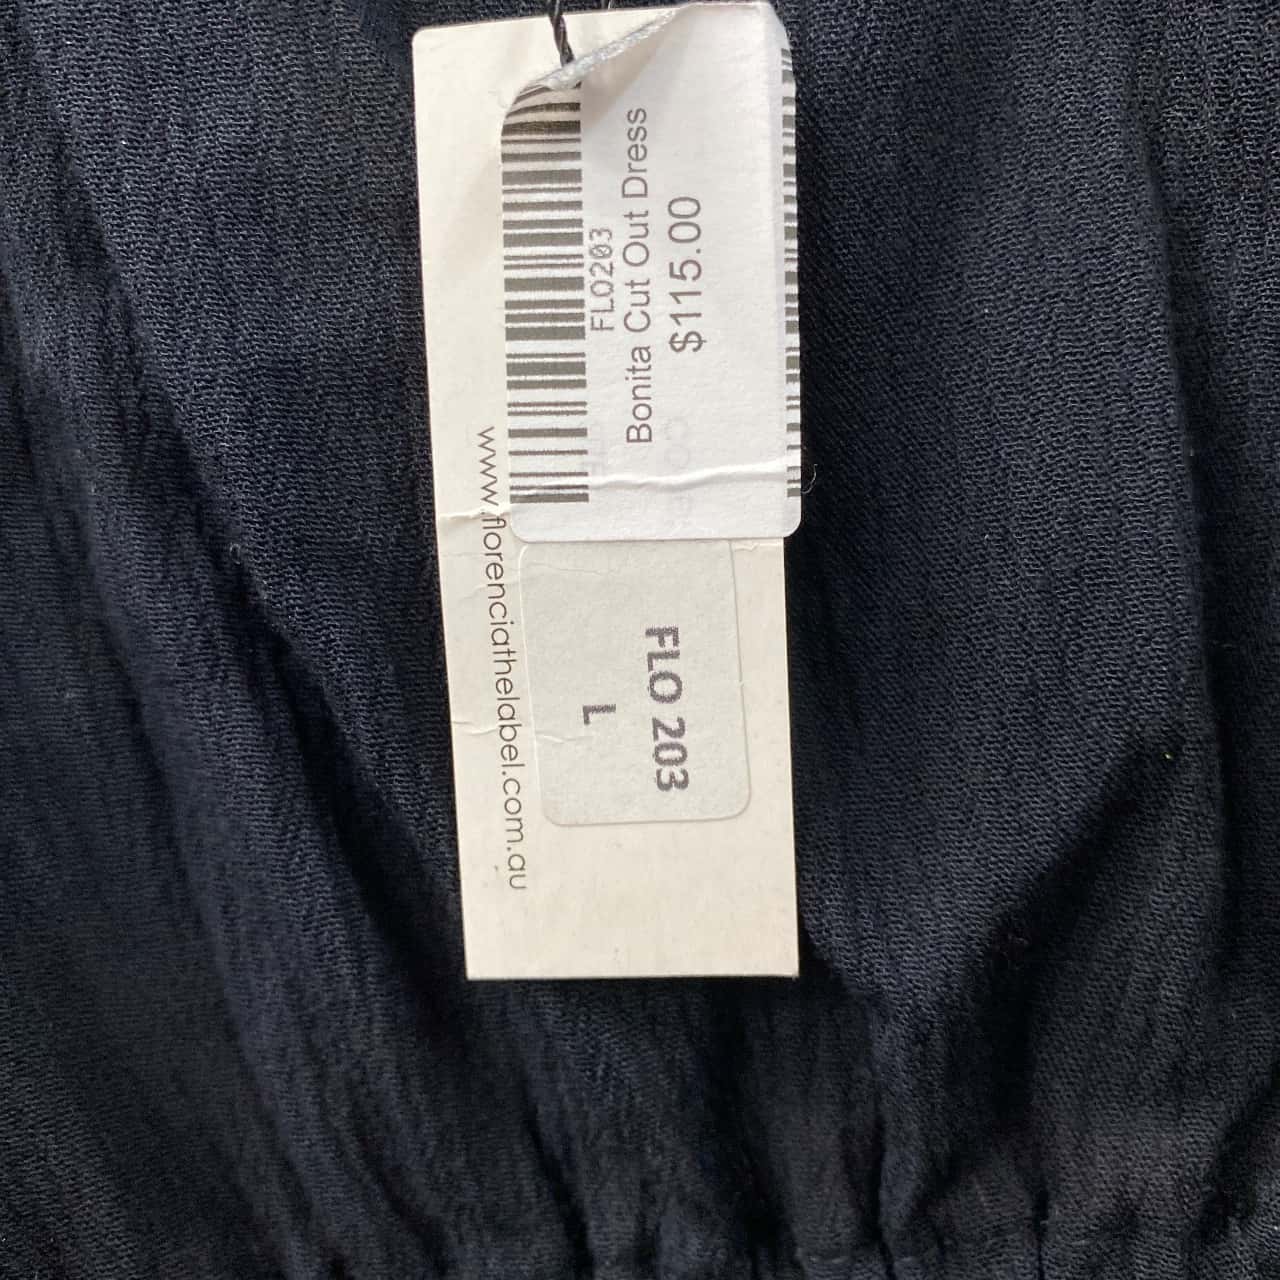 FLO203
Bonita Cut Out Dress
$115.00
www.florenciathelabel.com.au
FLO 203
L